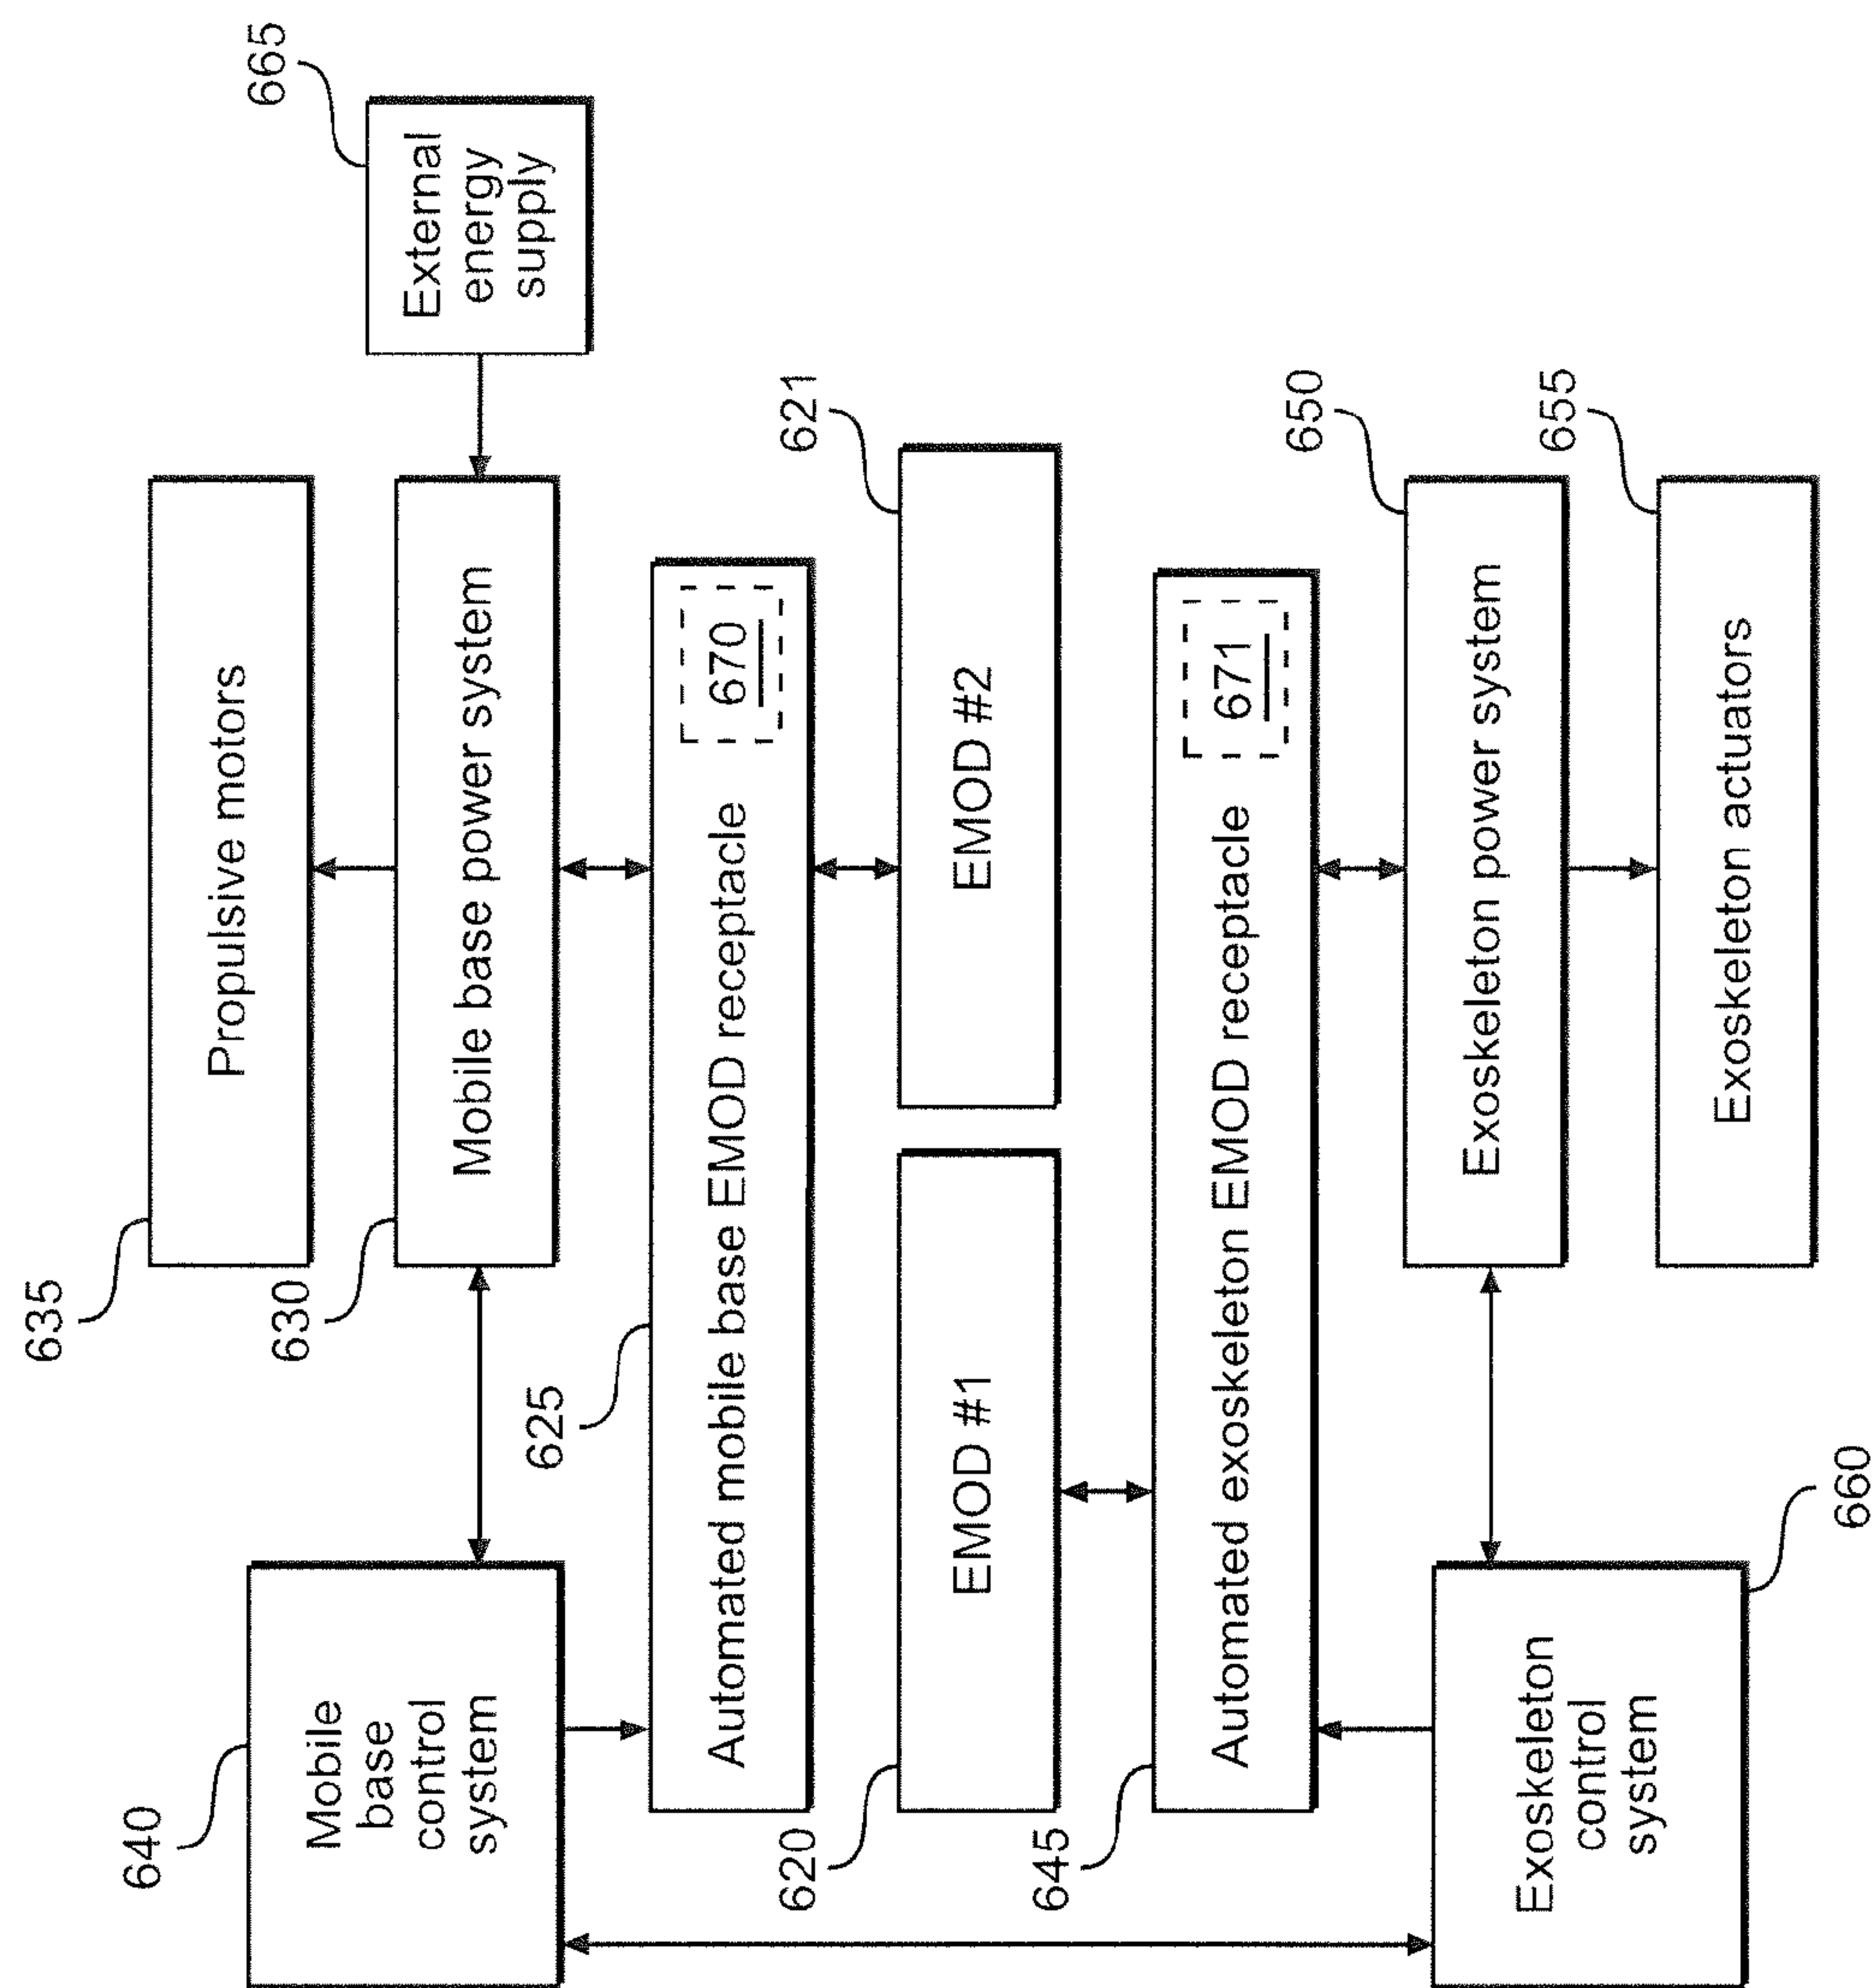 635
640
Propulsive motors
665
630
Mobile
base
control
system
Mobile base power system
External
energy
supply
625
Automated mobile base EMOD receptacle
670
620
621
EMOD #1
EMOD #2
645
Automated exoskeleton EMOD receptacle
671
650
Exoskeleton power system
Exoskeleton
control
system
655
Exoskeleton actuators
660